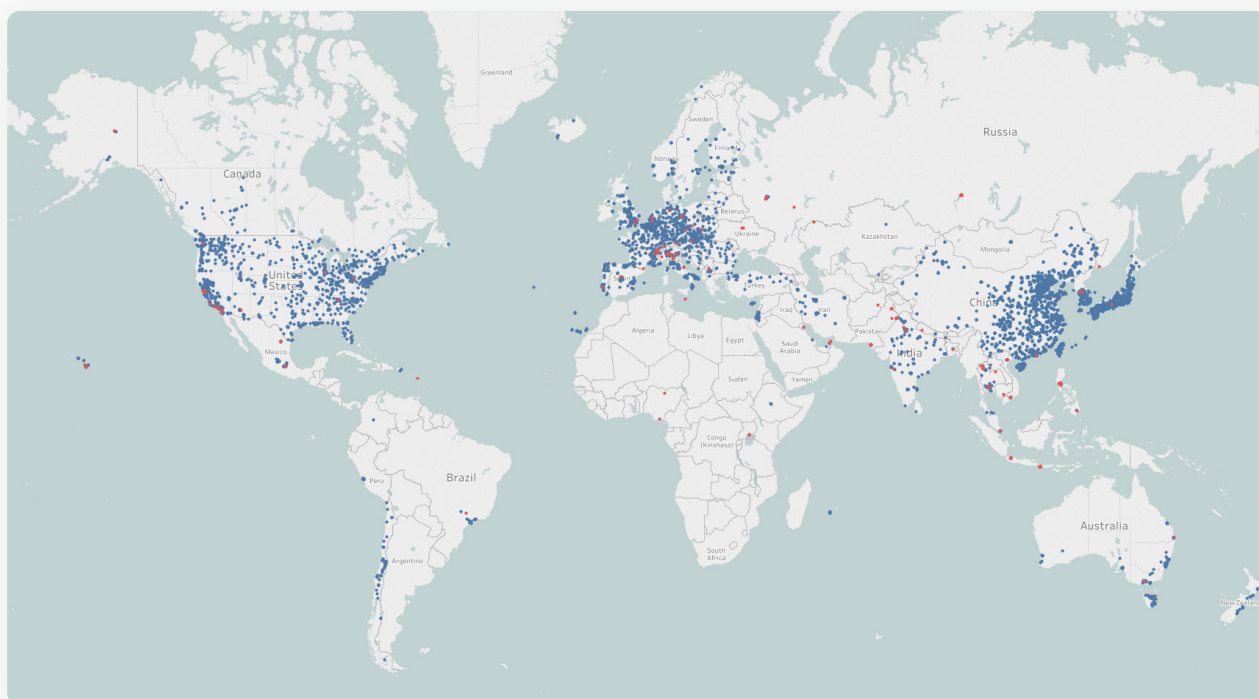 Greenland
Sweden
Russia
Finland
Norway
Canada
Belarus
Ukraine
Kazakhstan
Mongolia
United
States
Spain
Turkey
China
Iraq
Iran
Algeria
Libya
Egypt
Pakistan
Mexico
Saudi
Arabia
India
Sudan
Yemen
Congo
(Kinshasa)
Peru
Brazil
Australia
South
Africa
Argentina
New Zealand